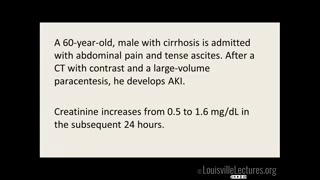 A 60-year-old, male with cirrhosis is admitted
with abdominal pain and tense ascites. After a
CT with contrast and a large-volume
paracentesis, he develops AKI.
Creatinine increases from 0.5 to 1.6 mg/dL in
the subsequent 24 hours.
LouisvilleLectures.org